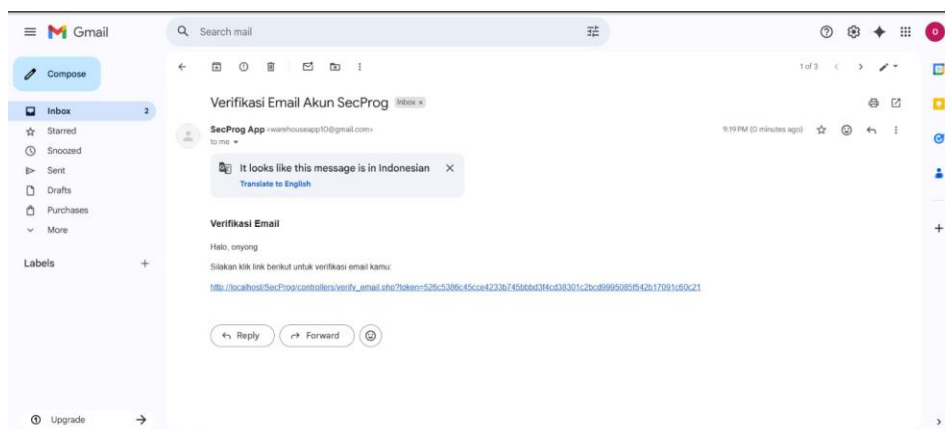 Gmail
Search mail
Compose
1 of 3
Inbox 2
Starred
Snoozed
Sent
Drafts
Purchases
More
Labels
Upgrade
Verifikasi Email Akun SecProg Inbox x
SecProg App <warehouseapp10@gmail.com>
9:19 PM (0 minutes ago)
to me
It looks like this message is in Indonesian
Translate to English
Verifikasi Email
Halo, onyong
Silakan klik link berikut untuk verifikasi email kamu:
http://localhost/SecProg/controllers/verify_email.php?token=526c5386c45cce4233b745bbbd3f4cd38301c2bcd9995085f542b17091c60c21
Reply
Forward
O